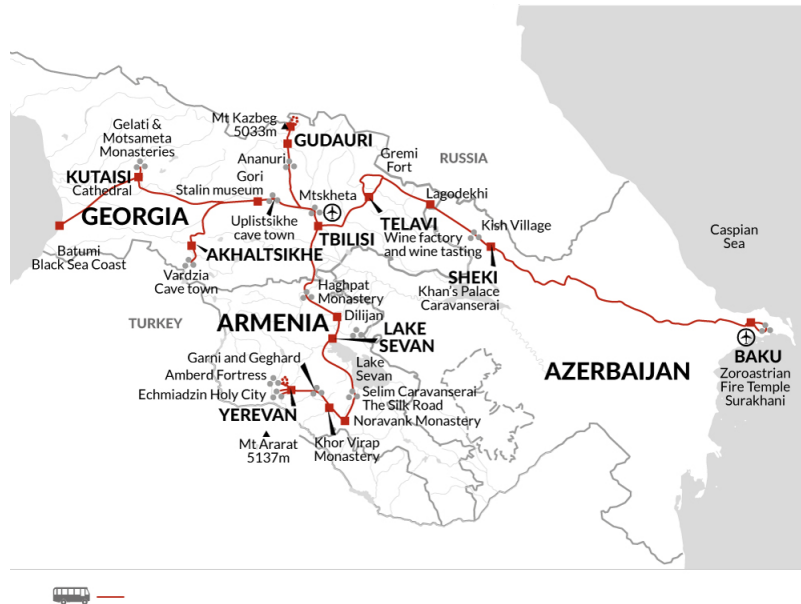 Mt Kazbeg
5033m
GUDAURI
Gelati &
Motsameta
Monasteries
Ananuri
Gremi
Fort
RUSSIA
KUTAISI
Cathedral
Gori
Stalin museum
Mtskheta
Lagodekhi
GEORGIA
Uplistsikhe
cave town
TBILISI
TELAVI
Wine factory
and wine tasting
Kish Village
Caspian
Sea
Batumi
Black Sea Coast
AKHALTSIKHE
Vardzia
Cave town
SHEKI
Khan's Palace
Caravanserai
Haghpat
Monastery
TURKEY
ARMENIA
Dilijan
LAKE
SEVAN
Garni and Geghard
Amberd Fortress
Echmiadzin Holy City
Lake
Sevan
AZERBAIJAN
BAKU
Zoroastrian
Fire Temple
Surakhani
YEREVAN
Selim Caravanserai
The Silk Road
Noravank Monastery
Mt Ararat
5137m
Khor Virap
Monastery